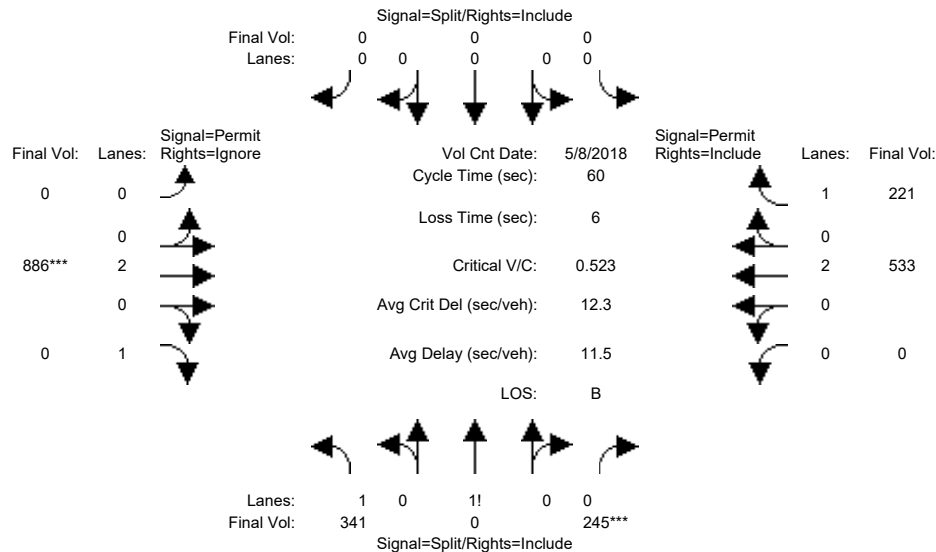 Signal=Split/Rights=Include
Final Vol: 0 0 0
Lanes: 0 0 0 0 0
Signal=Permit
Final Vol: Lanes: Rights=Ignore
Vol Cnt Date: 5/8/2018
Signal=Permit
Rights=Include Lanes: Final Vol:
Cycle Time (sec): 60
0 0
1 221
Loss Time (sec): 6
0
0
886*** 2
Critical V/C: 0.523
2 533
0
Avg Crit Del (sec/veh): 12.3
0
0 1
Avg Delay (sec/veh): 11.5
0 0
LOS: B
Lanes: 1 0 1! 0 0
Final Vol: 341 0 245***
Signal=Split/Rights=Include